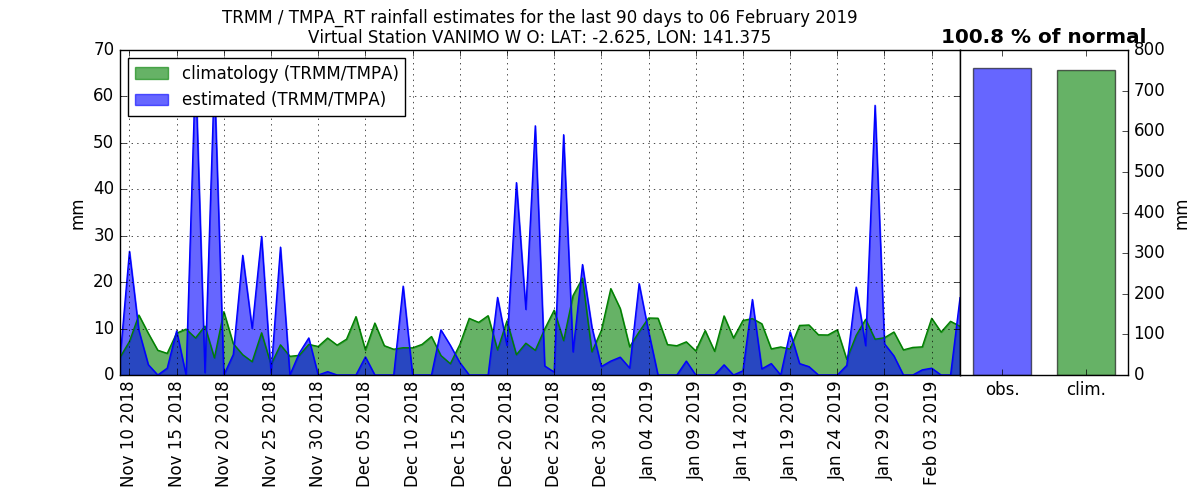 TRMM / TMPA_RT rainfall estimates for the last 90 days to 06 February 2019
Virtual Station VANIMO W O: LAT: -2.625, LON: 141.375
100.8 % of normal
climatology (TRMM/TMPA)
estimated (TRMM/TMPA)
70
60
50
40
30
20
10
0
mm
Nov 10 2018
Nov 15 2018
Nov 20 2018
Nov 25 2018
Nov 30 2018
Dec 05 2018
Dec 10 2018
Dec 15 2018
Dec 20 2018
Dec 25 2018
Dec 30 2018
Jan 04 2019
Jan 09 2019
Jan 14 2019
Jan 19 2019
Jan 24 2019
Jan 29 2019
Feb 03 2019
obs.
clim.
800
700
600
500
400
300
200
100
0
mm